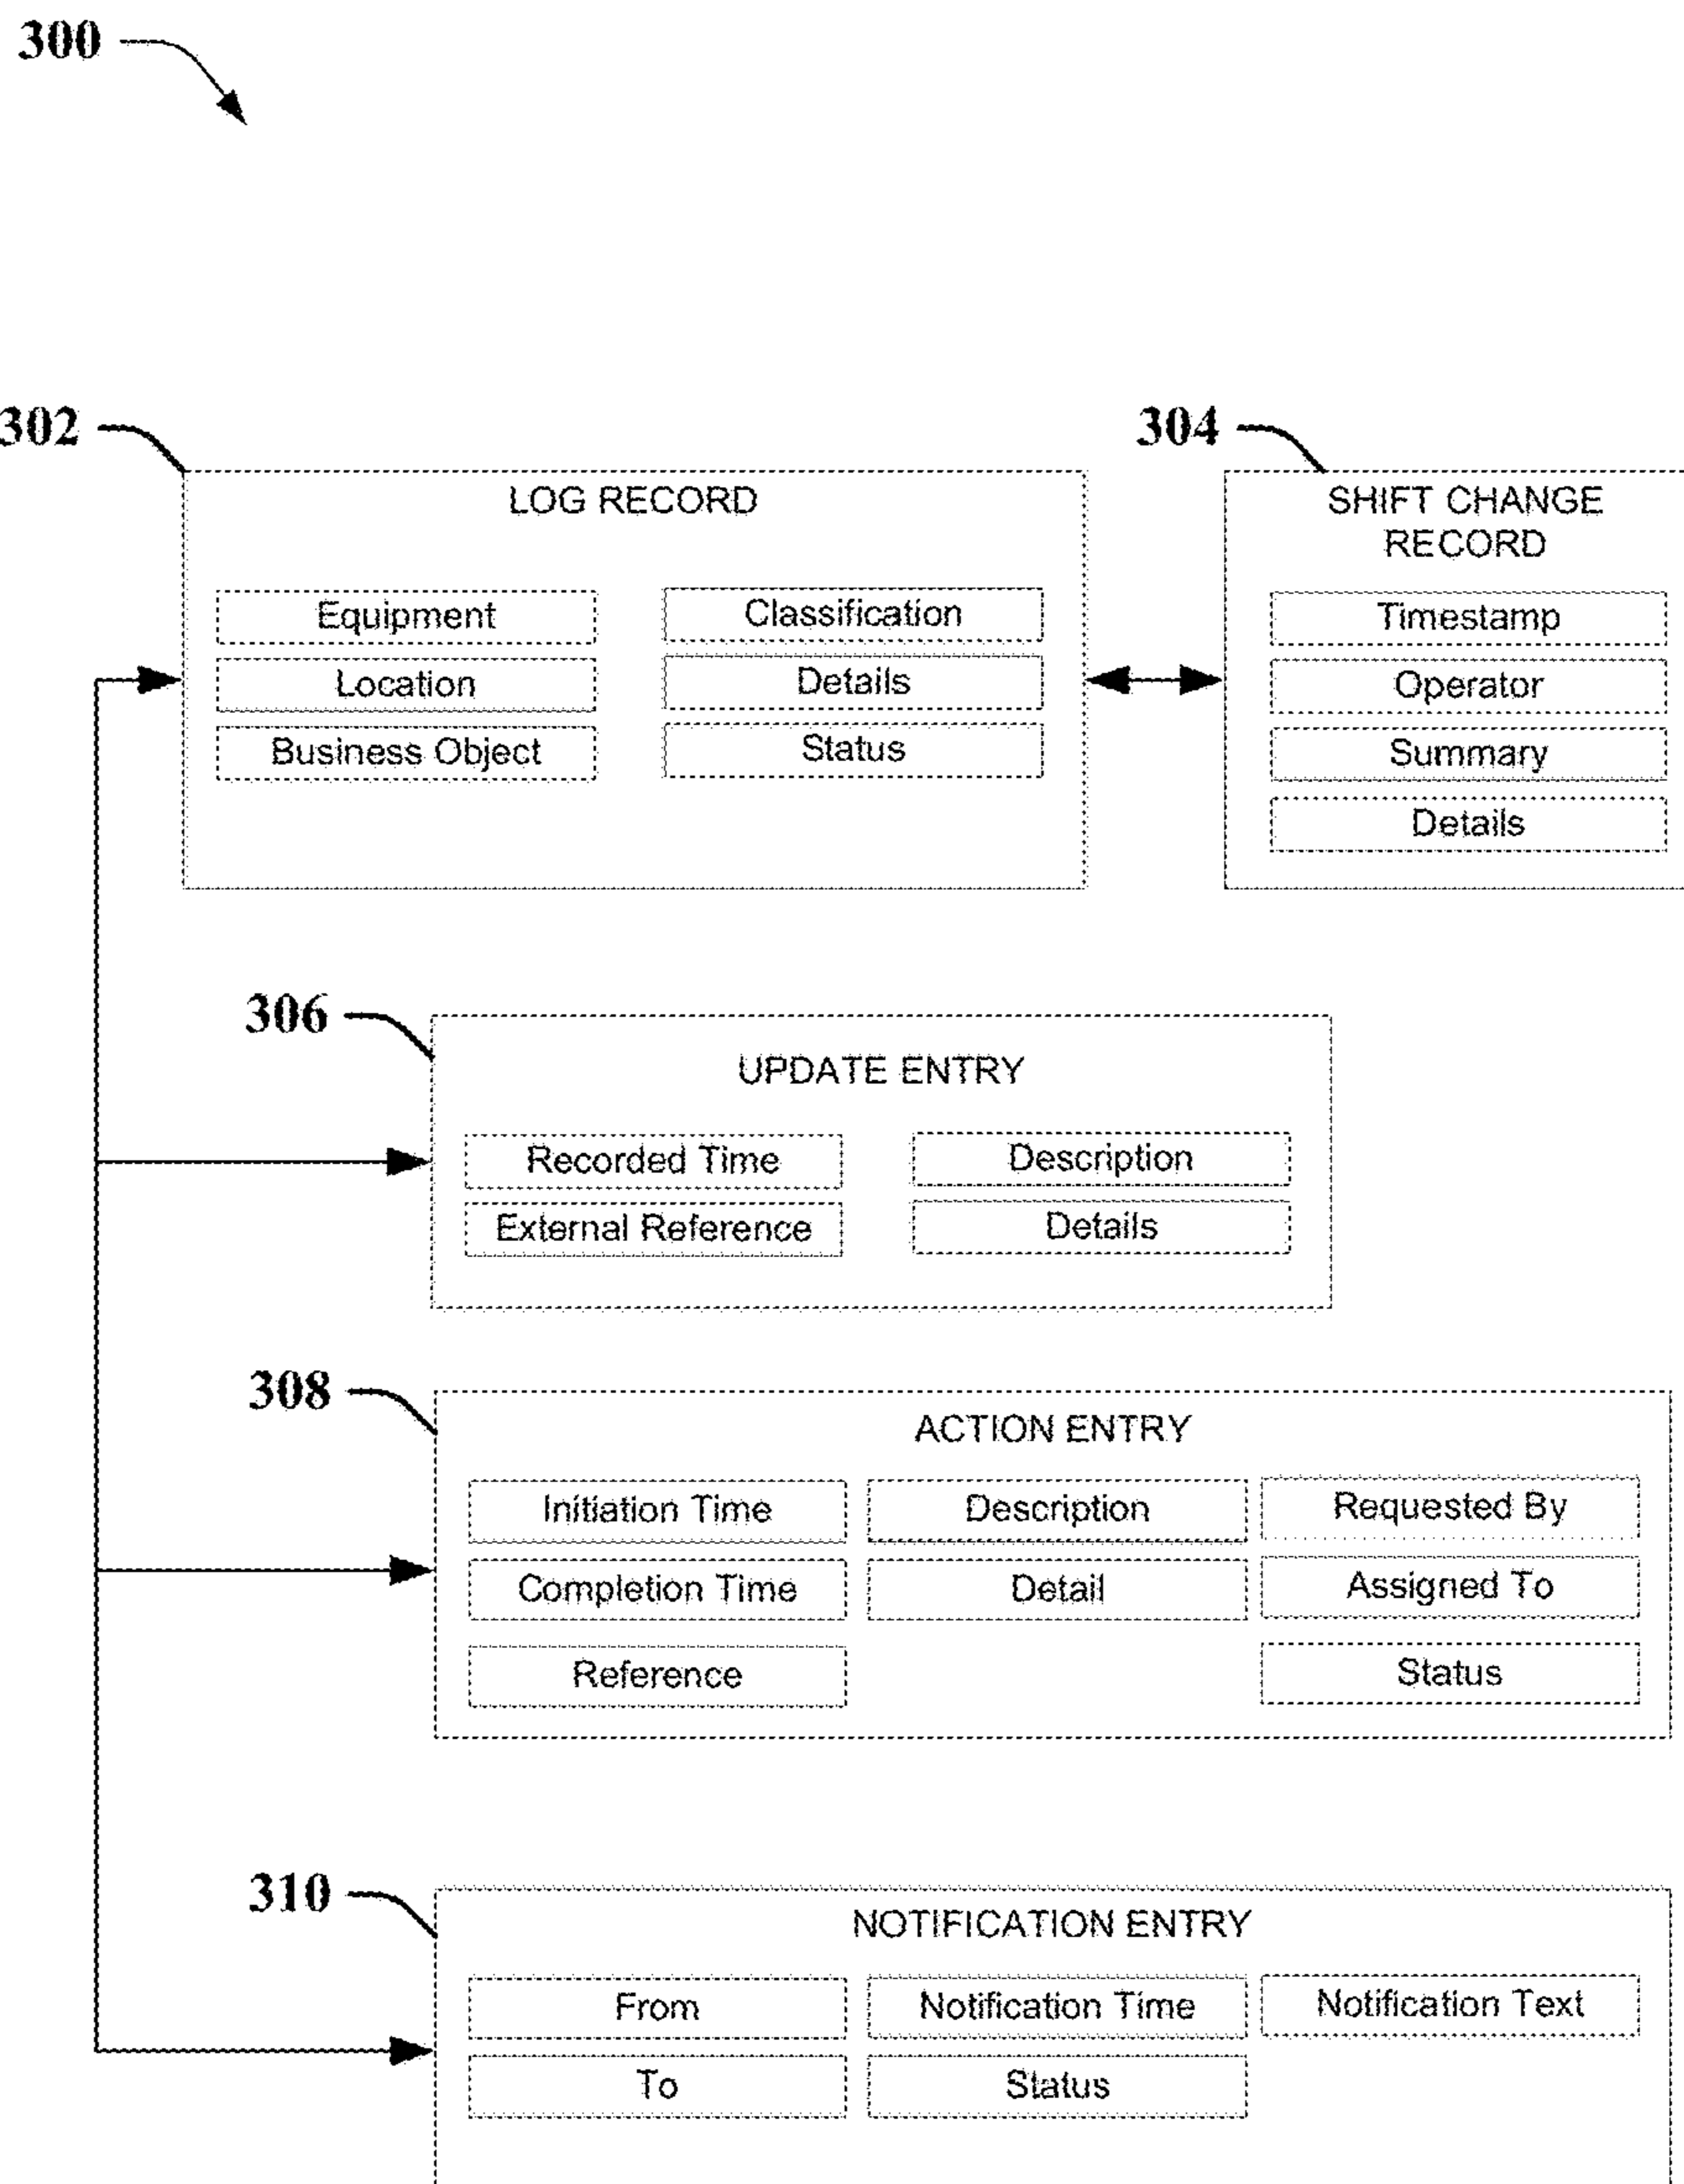 300
302
304
LOG RECORD
SHIFT CHANGE
RECORD
Equipment
Classification
Timestamp
Location
Details
Operator
Business Object
Status
Summary
Details
306
UPDATE ENTRY
Recorded Time
Description
External Reference
Details
308
ACTION ENTRY
Initiation Time
Description
Requested By
Completion Time
Detail
Assigned To
Reference
Status
310
NOTIFICATION ENTRY
From
Notification Time
Notification Text
To
Status